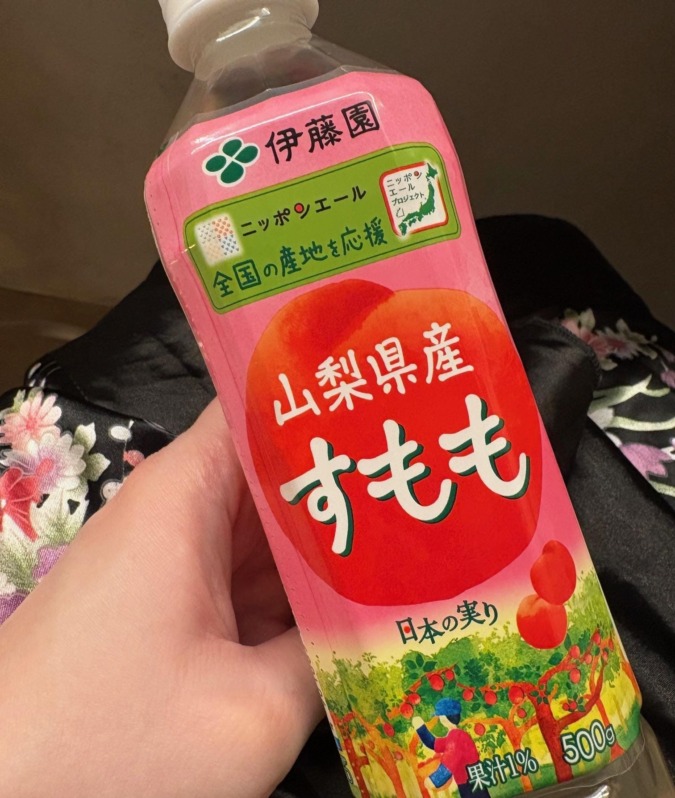 伊藤園
ニッポンエール
全国の産地を応援
ニッポン
エール
プロジェクト
山梨県産
すもも
日本の実り
果汁1%
500g